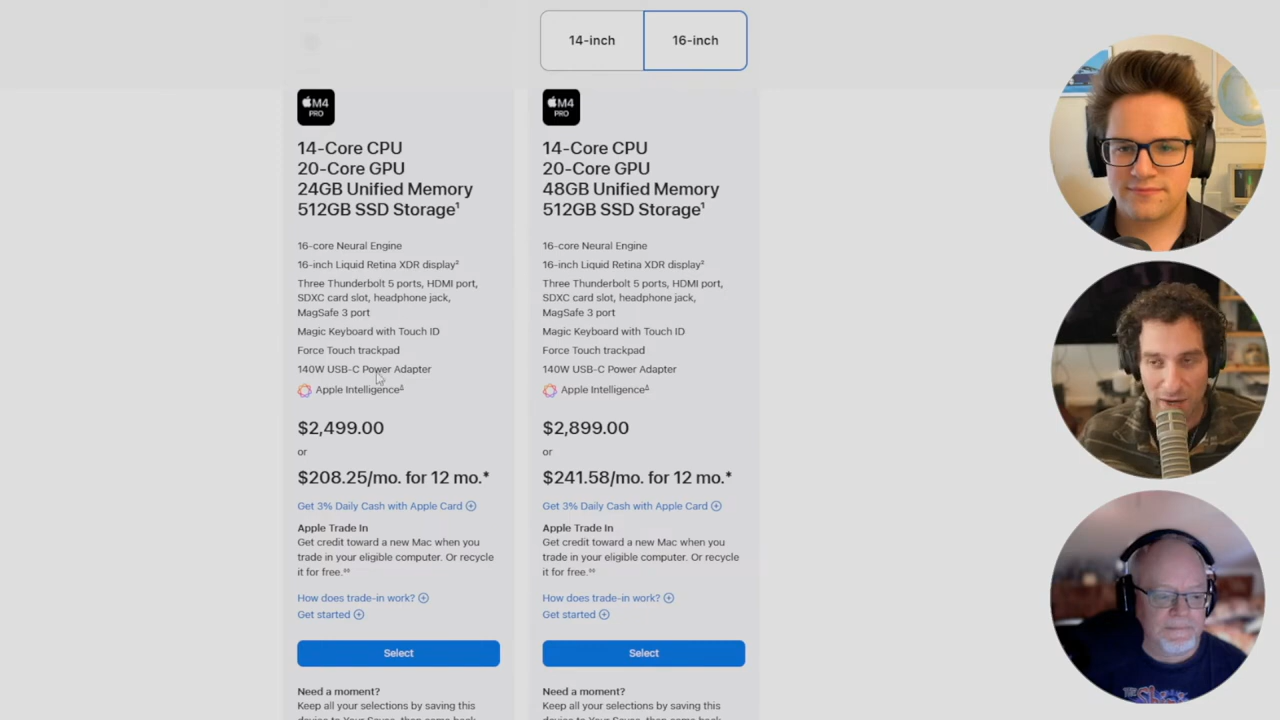 14-inch
16-inch
M4
PRO
14-Core CPU
20-Core GPU
24GB Unified Memory
512GB SSD Storage¹
16-core Neural Engine
16-inch Liquid Retina XDR display²
Three Thunderbolt 5 ports, HDMI port,
SDXC card slot, headphone jack,
MagSafe 3 port
Magic Keyboard with Touch ID
Force Touch trackpad
140W USB-C Power Adapter
Apple Intelligence∆
$2,499.00
or
$208.25/mo. for 12 mo.*
Get 3% Daily Cash with Apple Card
Apple Trade In
Get credit toward a new Mac when you
trade in your eligible computer. Or recycle
it for free.**
How does trade-in work?
Get started
Select
Need a moment?
Keep all your selections by saving this
M4
PRO
14-Core CPU
20-Core GPU
48GB Unified Memory
512GB SSD Storage¹
16-core Neural Engine
16-inch Liquid Retina XDR display²
Three Thunderbolt 5 ports, HDMI port,
SDXC card slot, headphone jack,
MagSafe 3 port
Magic Keyboard with Touch ID
Force Touch trackpad
140W USB-C Power Adapter
Apple Intelligence∆
$2,899.00
or
$241.58/mo. for 12 mo.*
Get 3% Daily Cash with Apple Card
Apple Trade In
Get credit toward a new Mac when you
trade in your eligible computer. Or recycle
it for free.**
How does trade-in work?
Get started
Select
Need a moment?
Keep all your selections by saving this